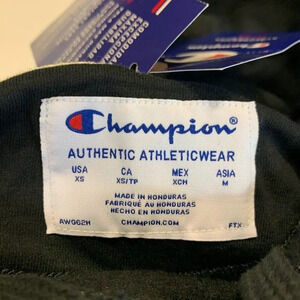 Champion
AUTHENTIC ATHLETICWEAR
USA CA MEX ASIA
XS XS/TP XCH M
MADE IN HONDURAS
FABRIQUÉ AU HONDURAS
HECHO EN HONDURAS
AWG62H CHAMPION.COM FTX